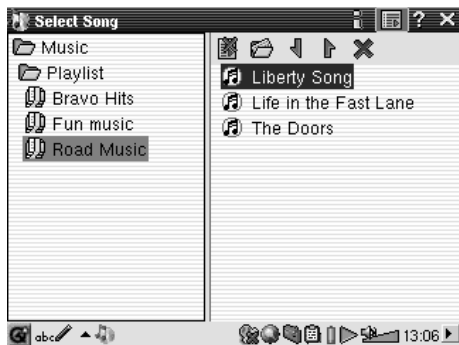 Select Song
?
Music
Playlist
Bravo Hits
Fun music
Road Music
Liberty Song
Life in the Fast Lane
The Doors
abc
13:06